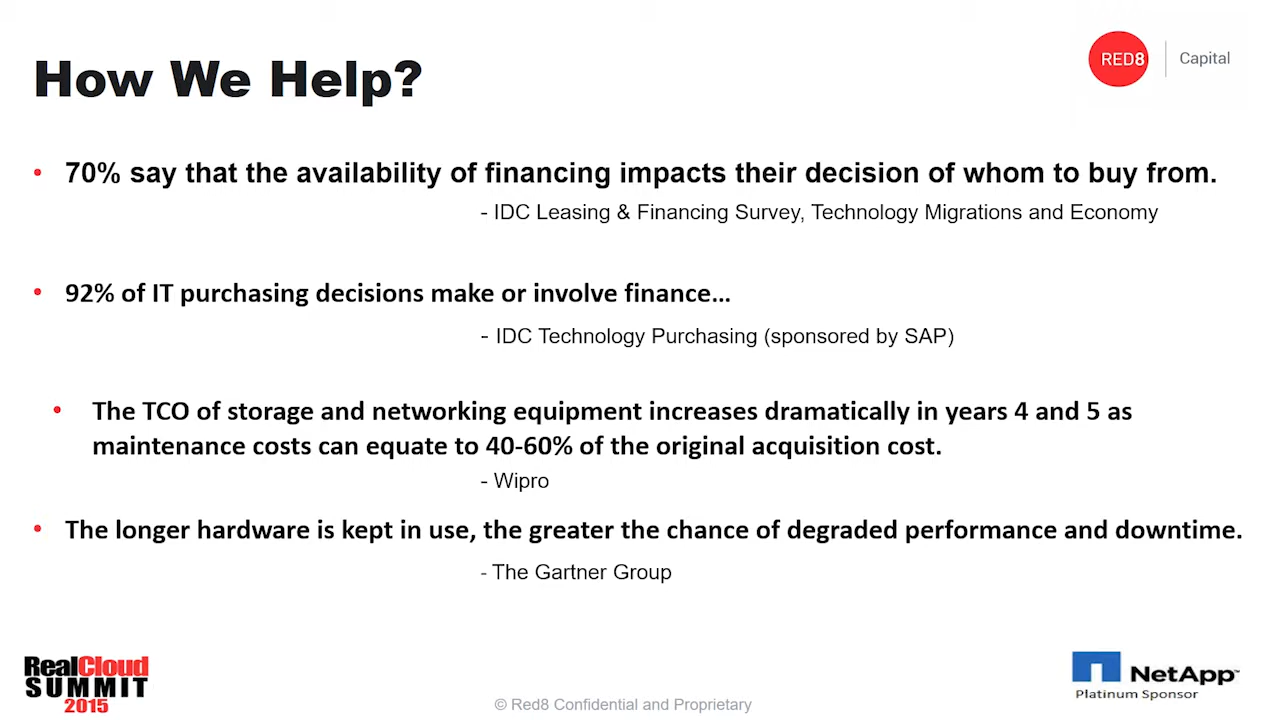 How We Help?
RED8 Capital
• 70% say that the availability of financing impacts their decision of whom to buy from.
- IDC Leasing & Financing Survey, Technology Migrations and Economy
• 92% of IT purchasing decisions make or involve finance…
- IDC Technology Purchasing (sponsored by SAP)
• The TCO of storage and networking equipment increases dramatically in years 4 and 5 as
maintenance costs can equate to 40-60% of the original acquisition cost.
- Wipro
• The longer hardware is kept in use, the greater the chance of degraded performance and downtime.
- The Gartner Group
RealCloud
SUMMIT
2015
© Red8 Confidential and Proprietary
NetApp™
Platinum Sponsor